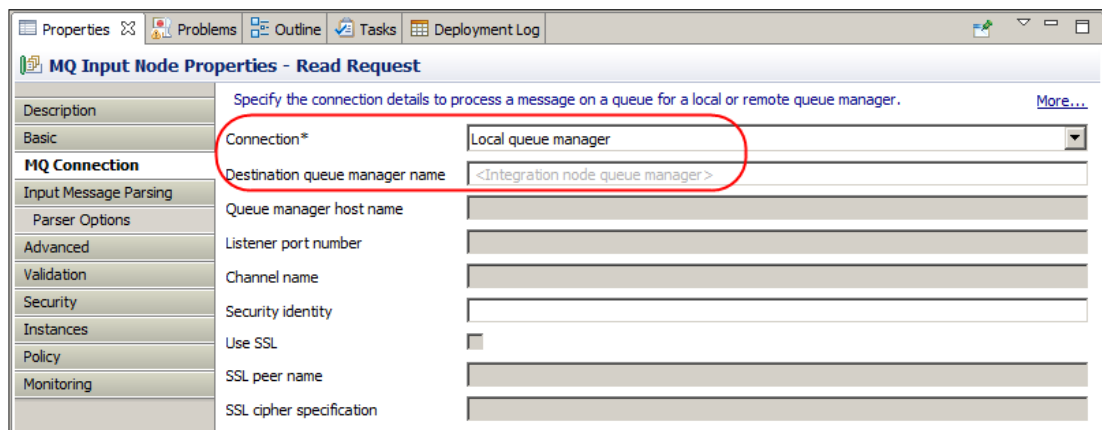 Properties Problems Outline Tasks Deployment Log
MQ Input Node Properties - Read Request
Description
Basic
MQ Connection
Input Message Parsing
Parser Options
Advanced
Validation
Security
Instances
Policy
Monitoring
Specify the connection details to process a message on a queue for a local or remote queue manager. More...
Connection* Local queue manager
Destination queue manager name <Integration node queue manager>
Queue manager host name
Listener port number
Channel name
Security identity
Use SSL
SSL peer name
SSL cipher specification